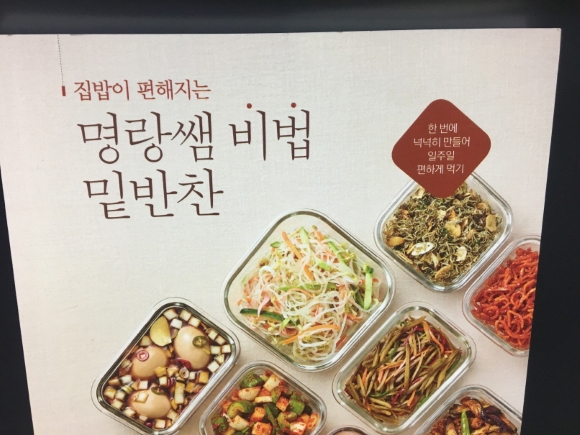 집밥이 편해지는
명랑쌤 비법
밑반찬
한 번에
넉넉히 만들어
일주일
편하게 먹기